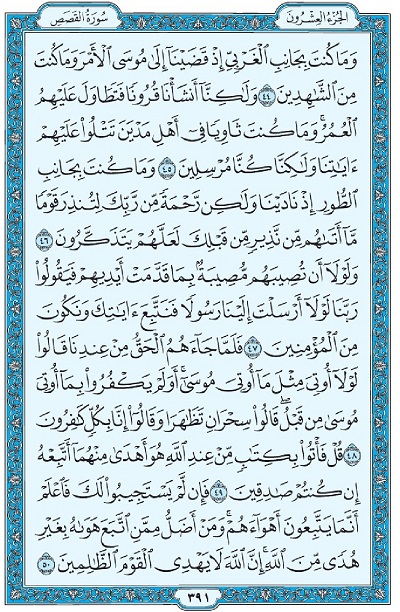 الجزء العشرون سورة القصص
وَمَا كُنتَ بِجَانِبِ ٱلْغَرْبِىِّ إِذْ قَضَيْنَآ إِلَىٰ مُوسَى ٱلْأَمْرَ وَمَا كُنتَ
مِنَ ٱلشَّٰهِدِينَ ٤٤ وَلَٰكِنَّآ أَنشَأْنَا قُرُونًا فَتَطَاوَلَ عَلَيْهِمُ
ٱلْعُمُرُ ۚ وَمَا كُنتَ ثَاوِيًا فِىٓ أَهْلِ مَدْيَنَ تَتْلُوا۟ عَلَيْهِمْ
ءَايَٰتِنَا وَلَٰكِنَّا كُنَّا مُرْسِلِينَ ٤٥ وَمَا كُنتَ بِجَانِبِ
ٱلطُّورِ إِذْ نَادَيْنَا وَلَٰكِن رَّحْمَةً مِّن رَّبِّكَ لِتُنذِرَ قَوْمًا
مَّآ أَتَىٰهُم مِّن نَّذِيرٍ مِّن قَبْلِكَ لَعَلَّهُمْ يَتَذَكَّرُونَ ٤٦
وَلَوْلَآ أَن تُصِيبَهُم مُّصِيبَةٌۢ بِمَا قَدَّمَتْ أَيْدِيهِمْ فَيَقُولُوا۟
رَبَّنَا لَوْلَآ أَرْسَلْتَ إِلَيْنَا رَسُولًا فَنَتَّبِعَ ءَايَٰتِكَ وَنَكُونَ
مِنَ ٱلْمُؤْمِنِينَ ٤٧ فَلَمَّا جَآءَهُمُ ٱلْحَقُّ مِنْ عِندِنَا قَالُوا۟
لَوْلَآ أُوتِىَ مِثْلَ مَآ أُوتِىَ مُوسَىٰٓ ۚ أَوَلَمْ يَكْفُرُوا۟ بِمَآ أُوتِىَ
مُوسَىٰ مِن قَبْلُ ۖ قَالُوا۟ سِحْرَانِ تَظَٰهَرَا وَقَالُوٓا۟ إِنَّا بِكُلٍّ كَٰفِرُونَ
٤٨ قُلْ فَأْتُوا۟ بِكِتَٰبٍ مِّنْ عِندِ ٱللَّهِ هُوَ أَهْدَىٰ مِنْهُمَآ أَتَّبِعْهُ
إِن كُنتُمْ صَٰدِقِينَ ٤٩ فَإِن لَّمْ يَسْتَجِيبُوا۟ لَكَ فَٱعْلَمْ
أَنَّمَا يَتَّبِعُونَ أَهْوَآءَهُمْ ۚ وَمَنْ أَضَلُّ مِمَّنِ ٱتَّبَعَ هَوَىٰهُ بِغَيْرِ
هُدًى مِّنَ ٱللَّهِ ۚ إِنَّ ٱللَّهَ لَا يَهْدِى ٱلْقَوْمَ ٱلظَّٰلِمِينَ ٥٠
٣٩١